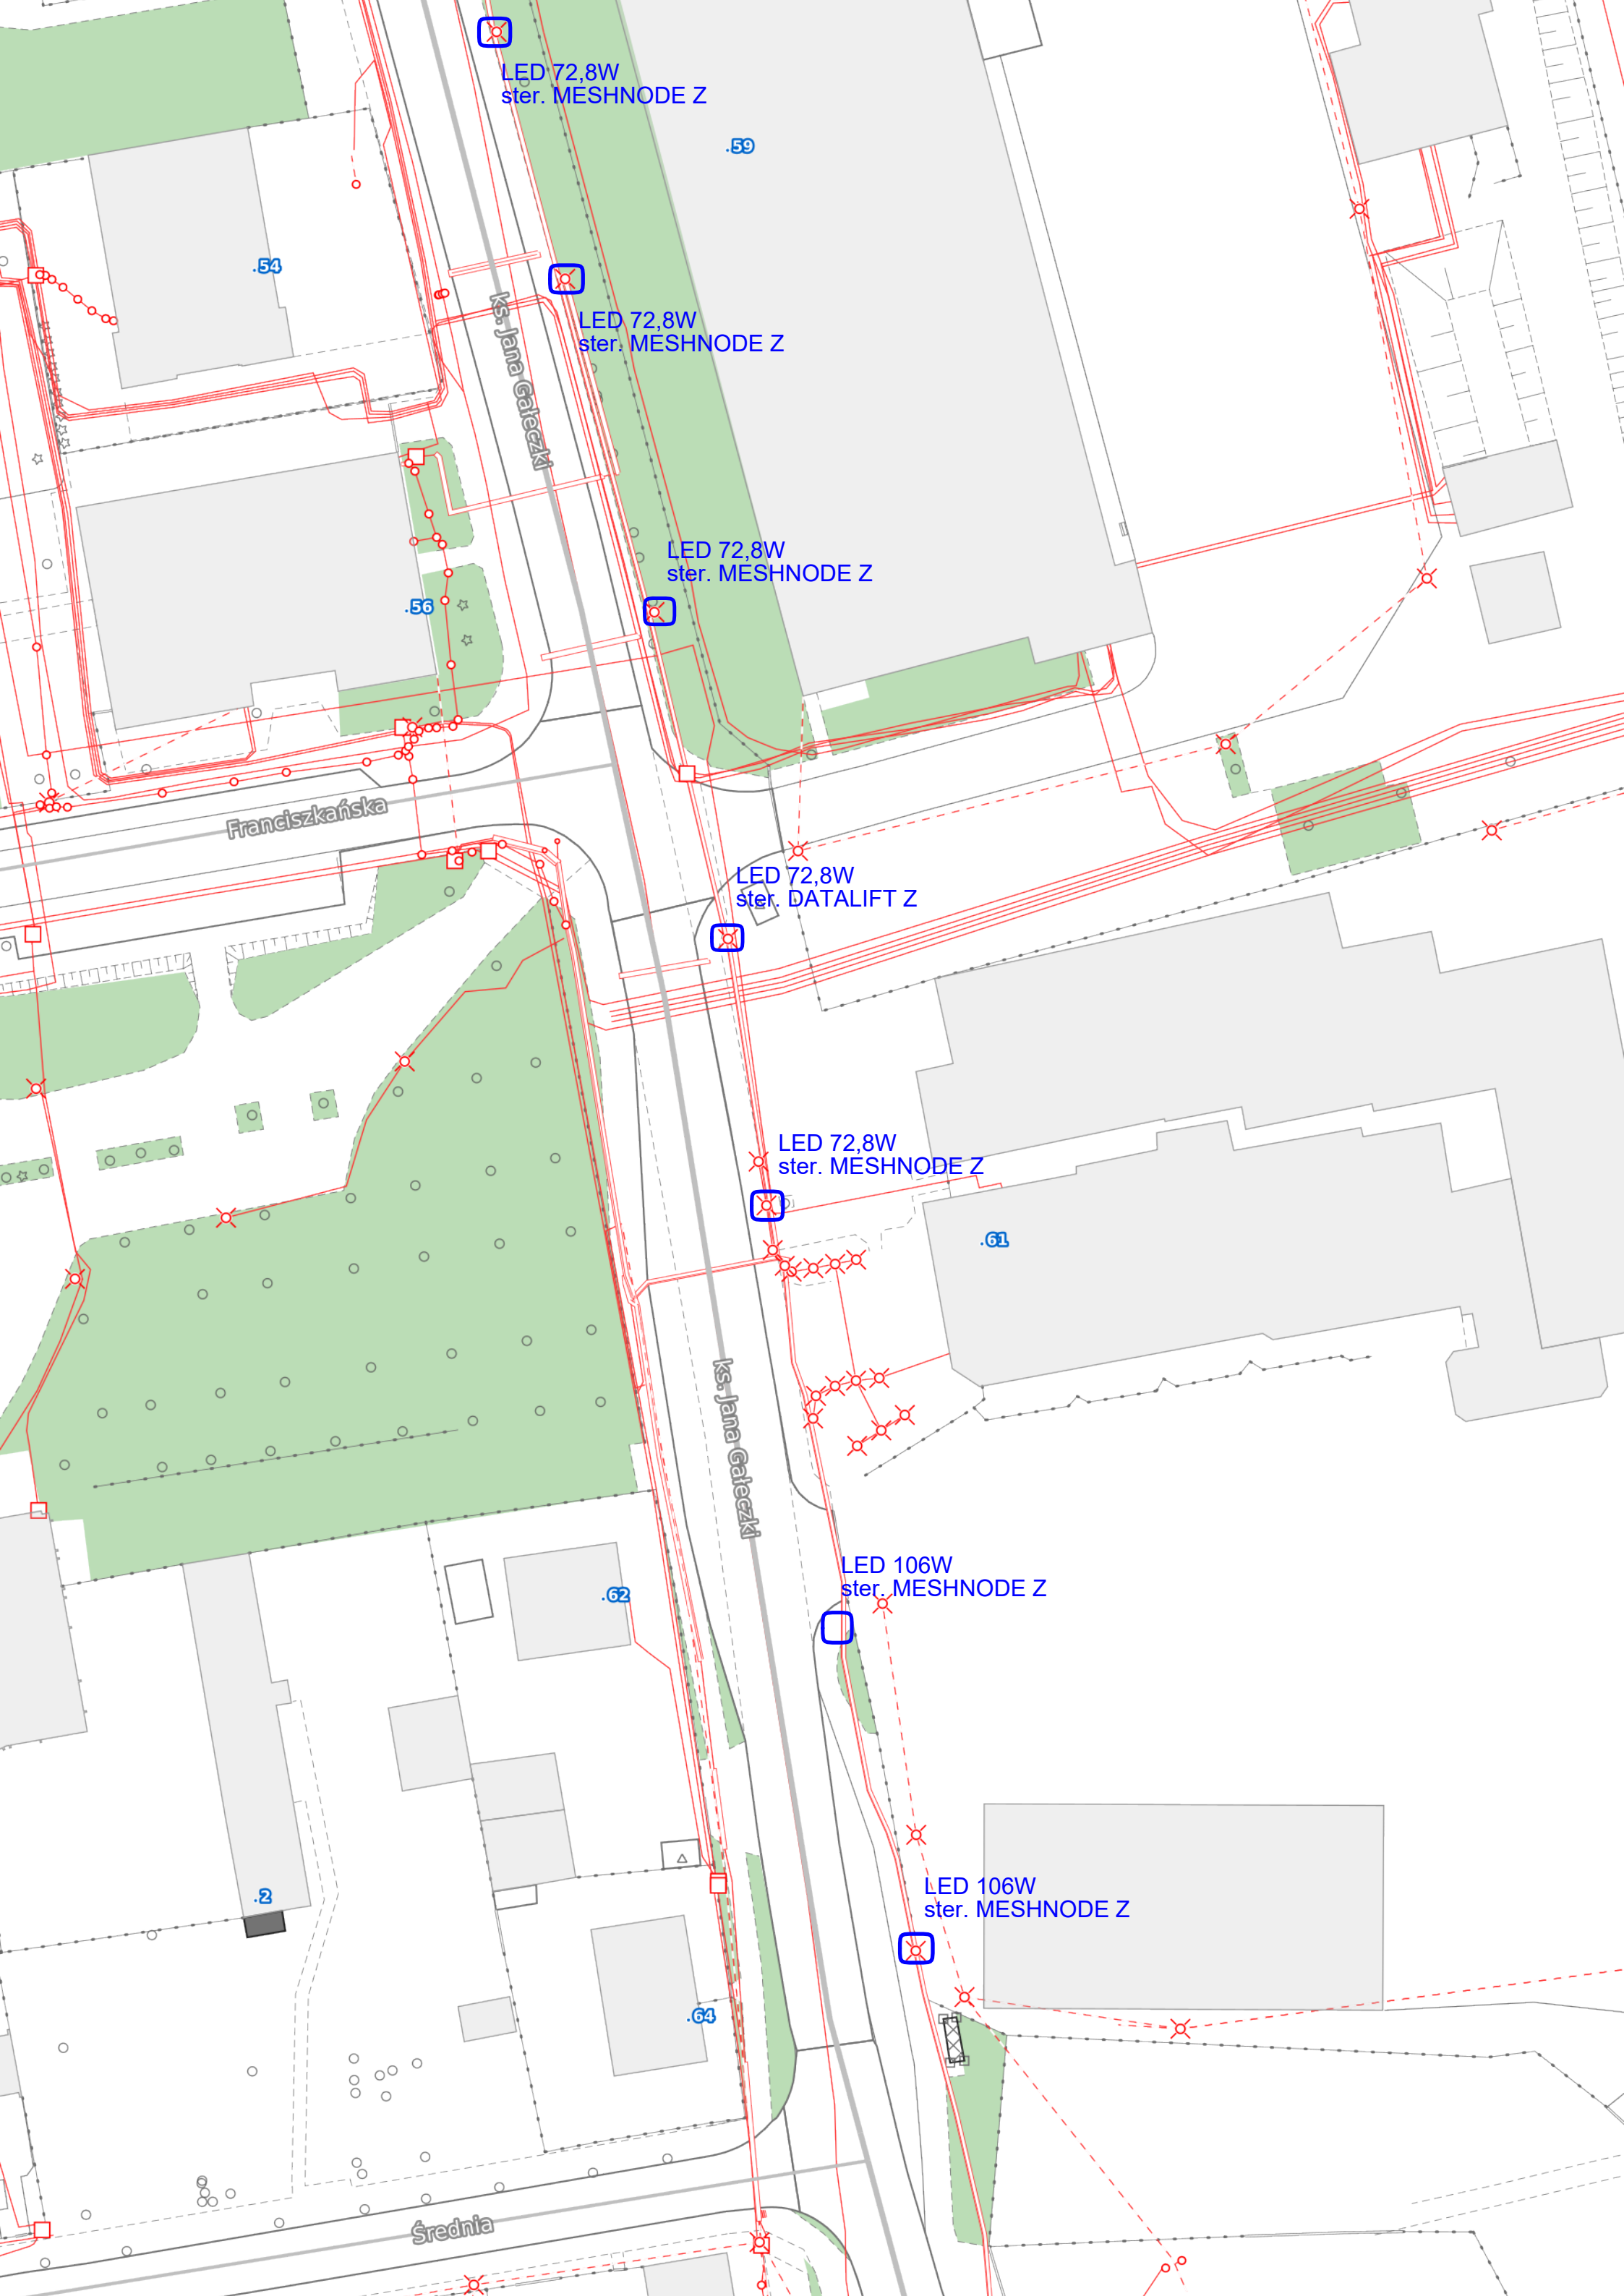 LED 72,8W
ster. MESHNODE Z
.59
.54
LED 72,8W
ster. MESHNODE Z
ks. Jana Gałeczki
LED 72,8W
ster. MESHNODE Z
.56
Franciszkańska
LED 72,8W
ster. DATALIFT Z
LED 72,8W
ster. MESHNODE Z
.61
ks. Jana Gałeczki
LED 106W
ster. MESHNODE Z
.62
LED 106W
ster. MESHNODE Z
.2
.64
Średnia